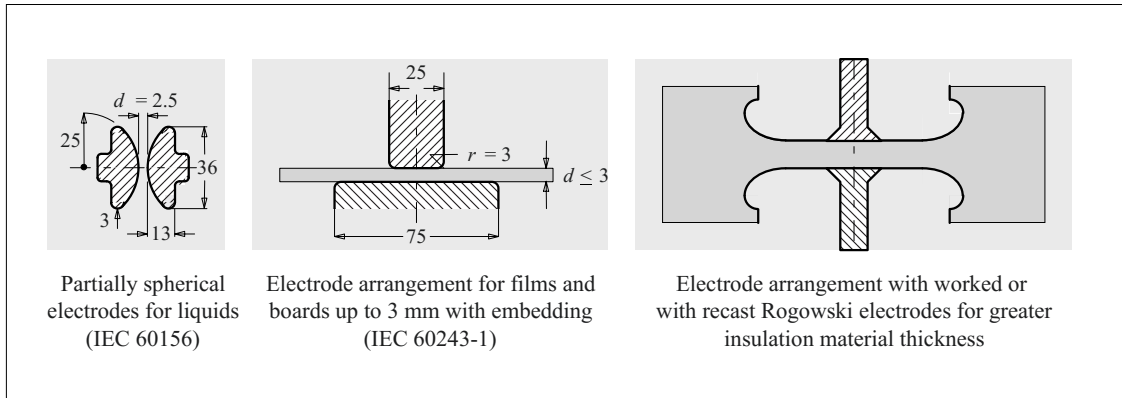 d = 2.5
25
36
3
13
25
r = 3
d ≤ 3
75
Partially spherical
electrodes for liquids
(IEC 60156)
Electrode arrangement for films and
boards up to 3 mm with embedding
(IEC 60243-1)
Electrode arrangement with worked or
with recast Rogowski electrodes for greater
insulation material thickness